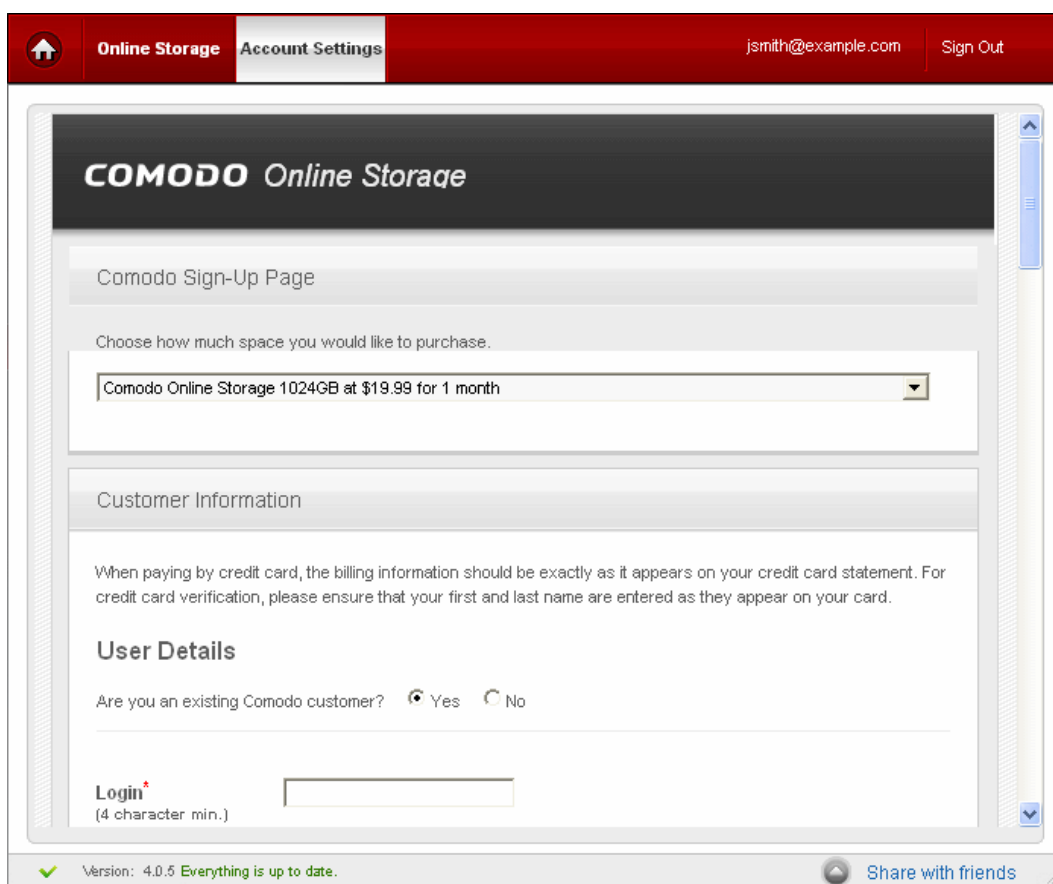 Online Storage Account Settings jsmith@example.com Sign Out
COMODO Online Storage
Comodo Sign-Up Page
Choose how much space you would like to purchase.
Comodo Online Storage 1024GB at $19.99 for 1 month
Customer Information
When paying by credit card, the billing information should be exactly as it appears on your credit card statement. For
credit card verification, please ensure that your first and last name are entered as they appear on your card.
User Details
Are you an existing Comodo customer? Yes No
Login*
(4 character min.)
Version: 4.0.5 Everything is up to date. Share with friends